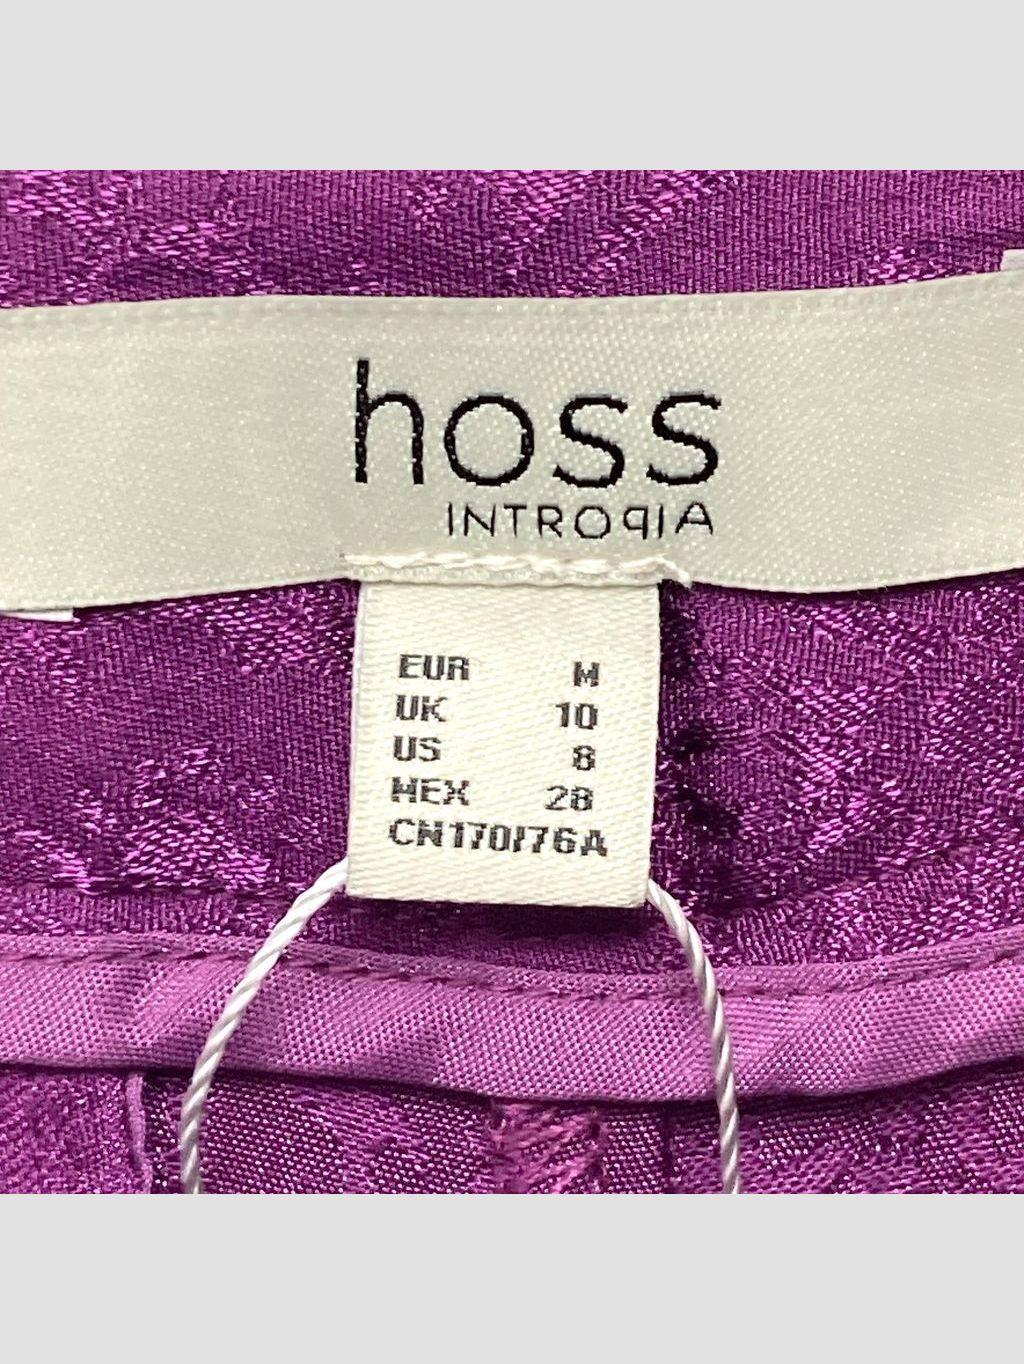 hoss
INTROPIA
EUR M
UK 10
US 8
MEX 28
CN170/76A